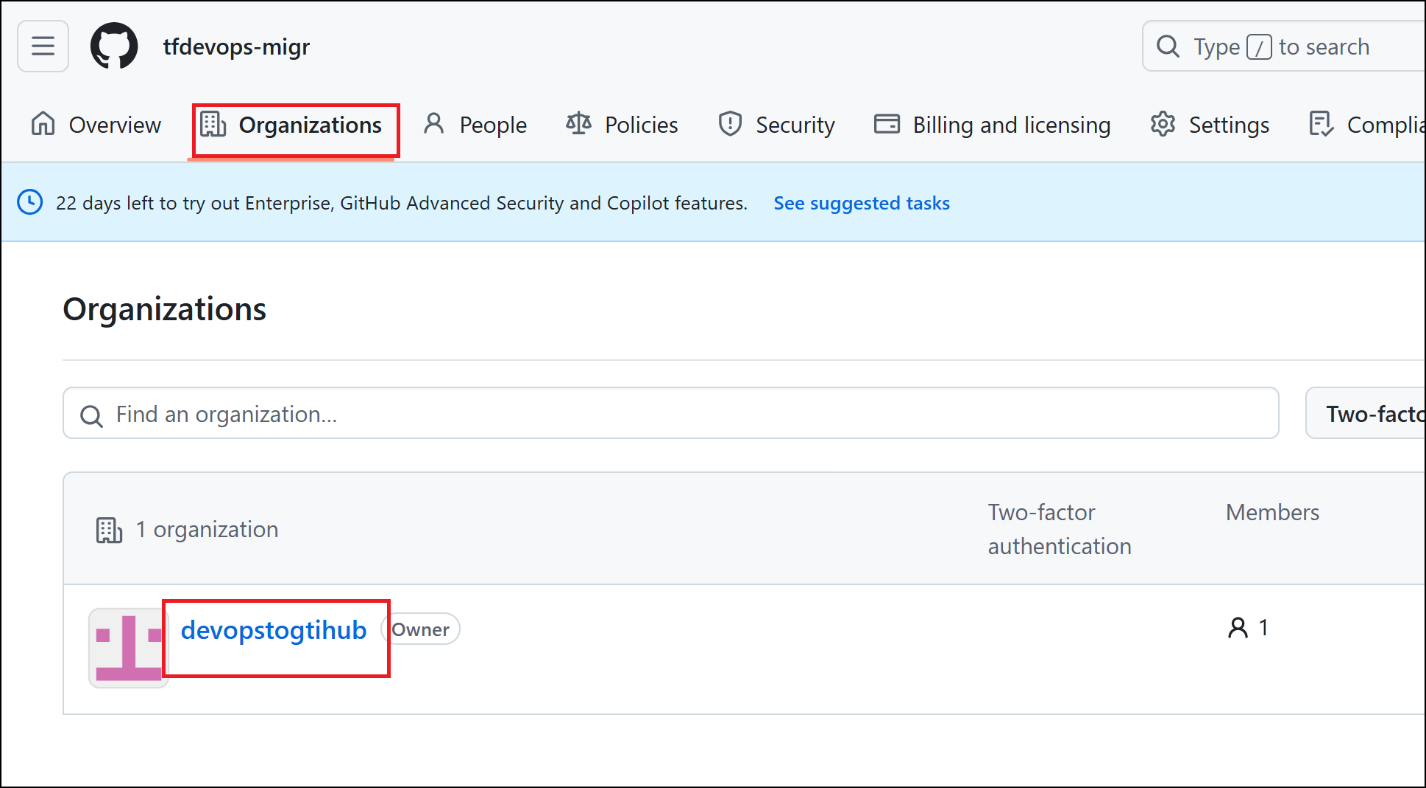 tfdevops-migr
Type / to search
Overview Organizations People Policies Security Billing and licensing Settings Complia
22 days left to try out Enterprise, GitHub Advanced Security and Copilot features. See suggested tasks
Organizations
Find an organization...
Two-facto
1 organization
Two-factor
authentication
Members
devopstogtihub Owner
1